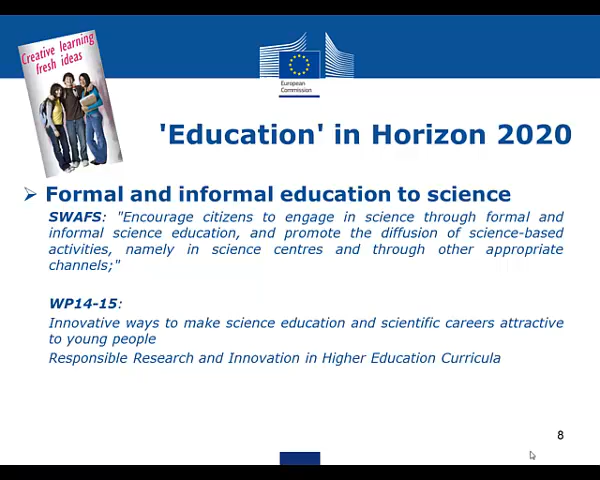 Creative learning
fresh ideas
European
Commission
'Education' in Horizon 2020
Formal and informal education to science
SWAFS: "Encourage citizens to engage in science through formal and
informal science education, and promote the diffusion of science-based
activities, namely in science centres and through other appropriate
channels;"
WP14-15:
Innovative ways to make science education and scientific careers attractive
to young people
Responsible Research and Innovation in Higher Education Curricula
8